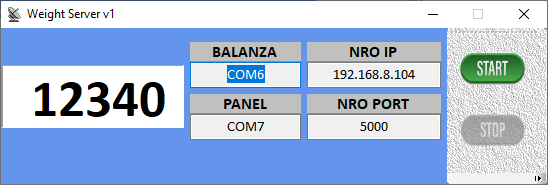 Weight Server v1
BALANZA
NRO IP
COM6
192.168.8.104
12340
PANEL
NRO PORT
COM7
5000
START
STOP